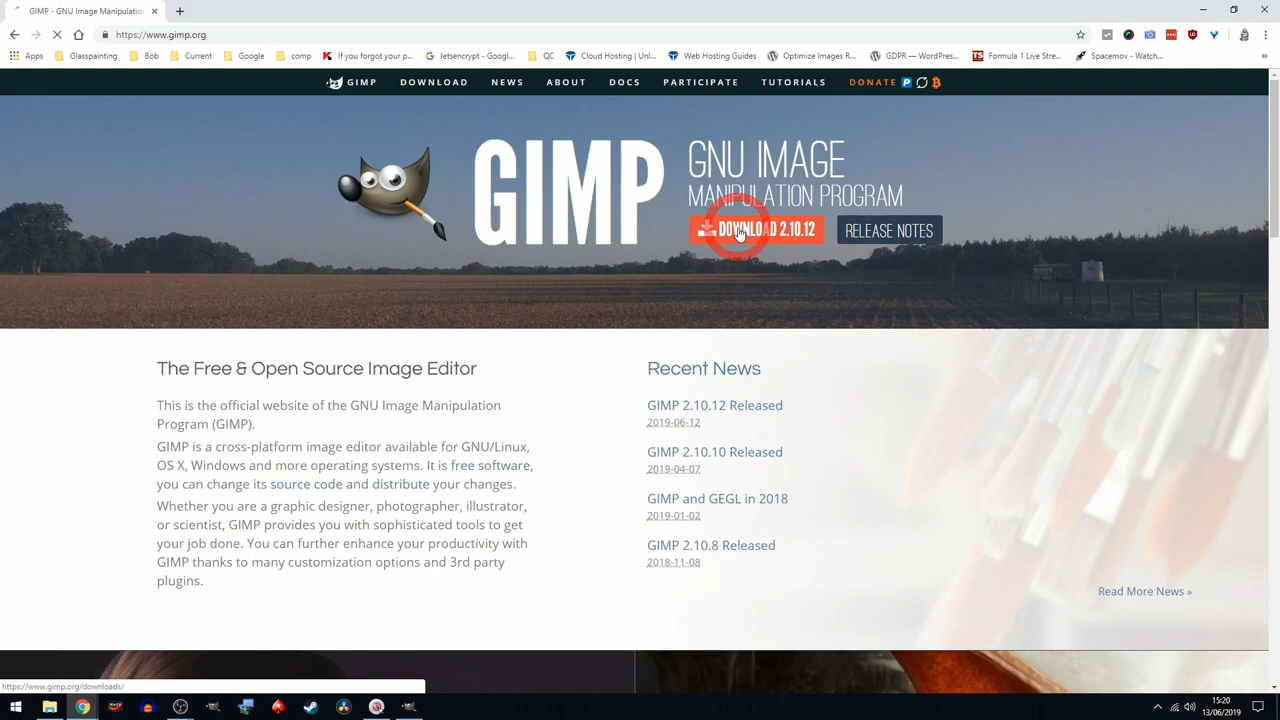 GIMP - GNU Image Manipulation
https://www.gimp.org
Apps
Glasspainting
Bob
Current
Google
comp
If you forgot your p...
letsencrypt - Goog...
QC
Cloud Hosting | Unl...
Web Hosting Guides
Optimize Images R...
GDPR — WordPres...
Formula 1 Live Stre...
Spacemov - Watch...
GIMP
DOWNLOAD
NEWS
ABOUT
DOCS
PARTICIPATE
TUTORIALS
DONATE
GIMP
GNU IMAGE
MANIPULATION PROGRAM
DOWNLOAD 2.10.12
RELEASE NOTES
The Free & Open Source Image Editor
This is the official website of the GNU Image Manipulation
Program (GIMP).
GIMP is a cross-platform image editor available for GNU/Linux,
OS X, Windows and more operating systems. It is free software,
you can change its source code and distribute your changes.
Whether you are a graphic designer, photographer, illustrator,
or scientist, GIMP provides you with sophisticated tools to get
your job done. You can further enhance your productivity with
GIMP thanks to many customization options and 3rd party
plugins.
Recent News
GIMP 2.10.12 Released
2019-06-12
GIMP 2.10.10 Released
2019-04-07
GIMP and GEGL in 2018
2019-01-02
GIMP 2.10.8 Released
2018-11-08
Read More News »
https://www.gimp.org/downloads/
15:20
13/06/2019